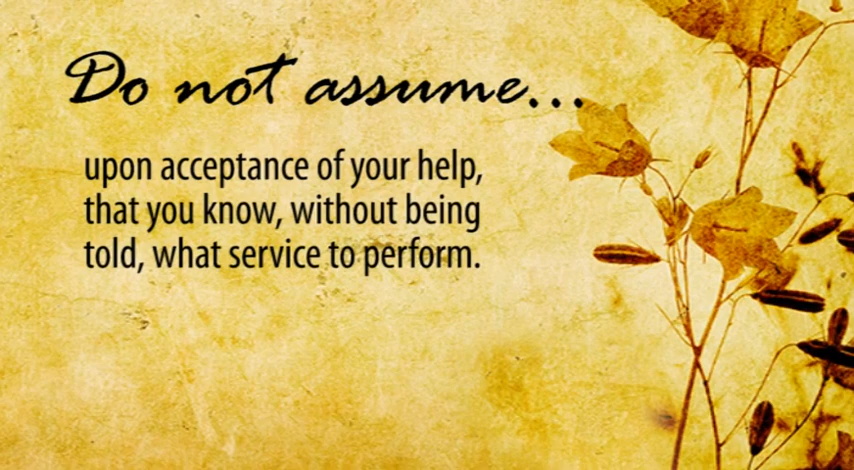 Do not assume...
upon acceptance of your help,
that you know, without being
told, what service to perform.